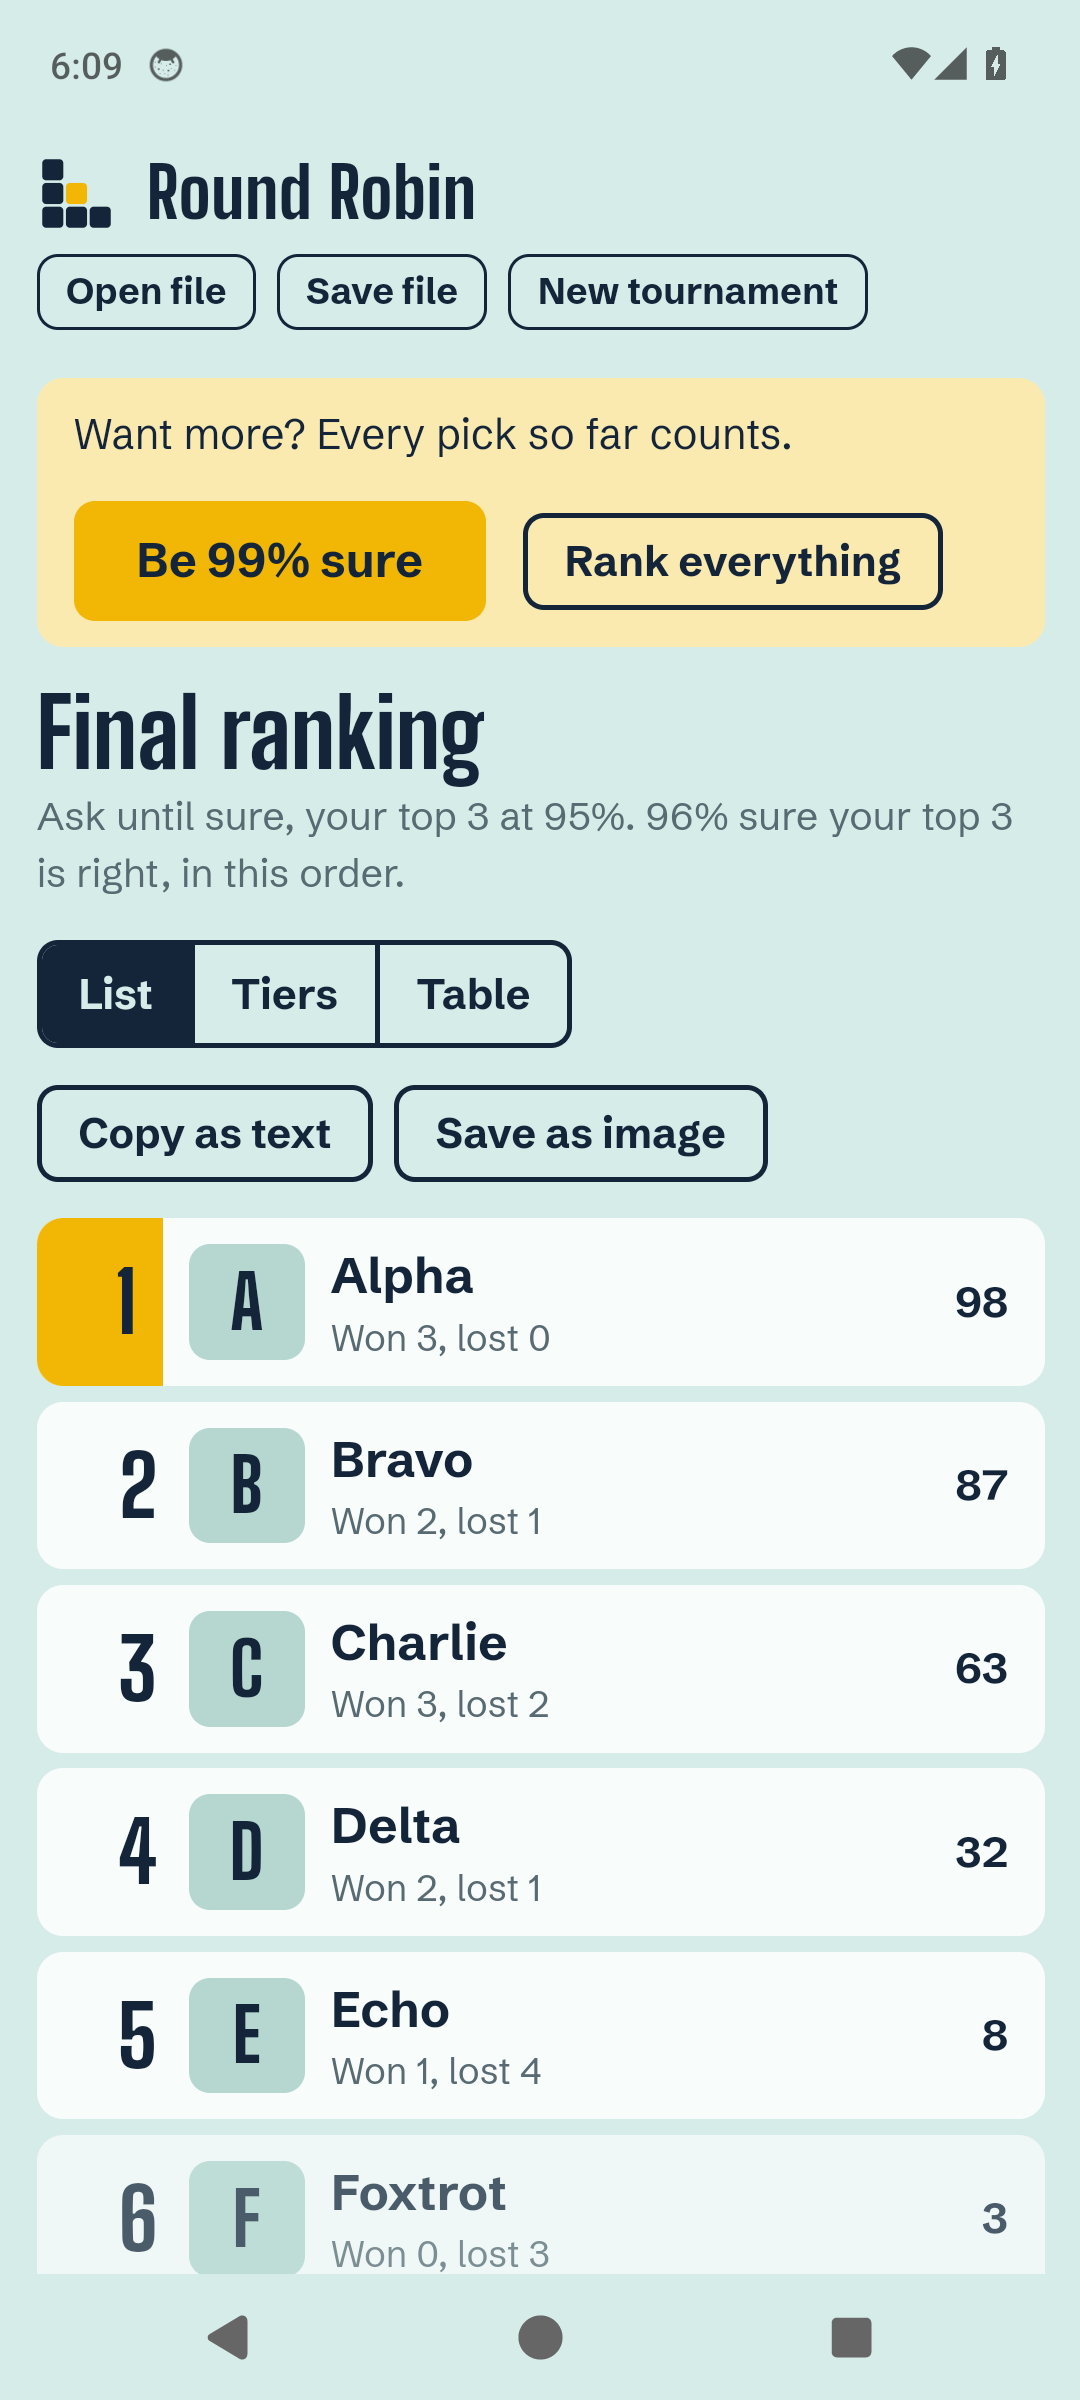 6:09
Round Robin
Open file
Save file
New tournament
Want more? Every pick so far counts.
Be 99% sure
Rank everything
Final ranking
Ask until sure, your top 3 at 95%. 96% sure your top 3
is right, in this order.
List
Tiers
Table
Copy as text
Save as image
1
A
Alpha
Won 3, lost 0
98
2
B
Bravo
Won 2, lost 1
87
3
C
Charlie
Won 3, lost 2
63
4
D
Delta
Won 2, lost 1
32
5
E
Echo
Won 1, lost 4
8
6
F
Foxtrot
Won 0, lost 3
3